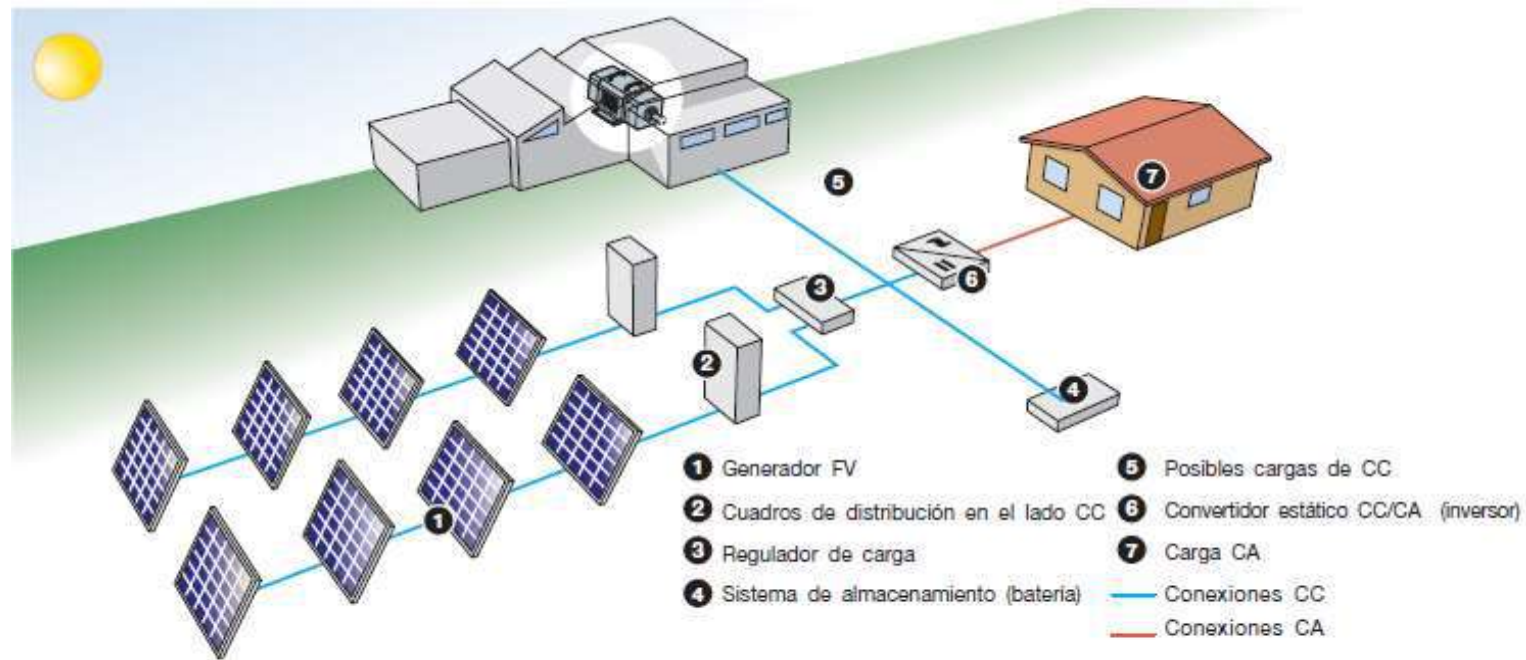 5
7
3
6
2
4
1
1 Generador FV
2 Cuadros de distribución en el lado CC
3 Regulador de carga
4 Sistema de almacenamiento (batería)
5 Posibles cargas de CC
6 Convertidor estático CC/CA (inversor)
7 Carga CA
Conexiones CC
Conexiones CA